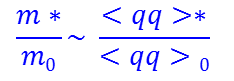 m * / m₀ ~ < qq > * / < qq > ₀